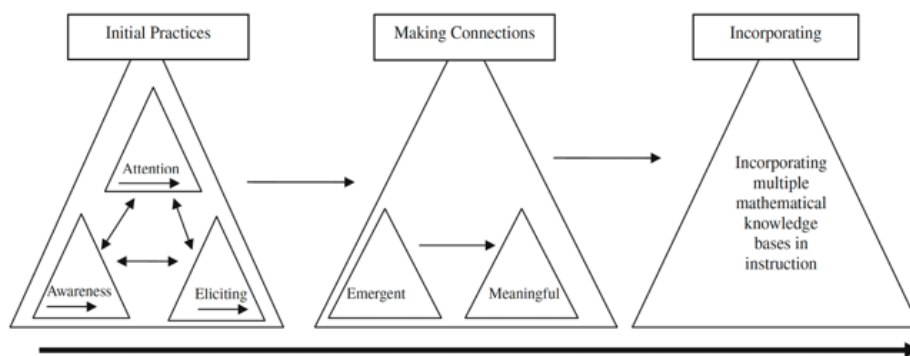 Initial Practices
Making Connections
Incorporating
Attention
Awareness
Eliciting
Emergent
Meaningful
Incorporating
multiple
mathematical
knowledge
bases in
instruction